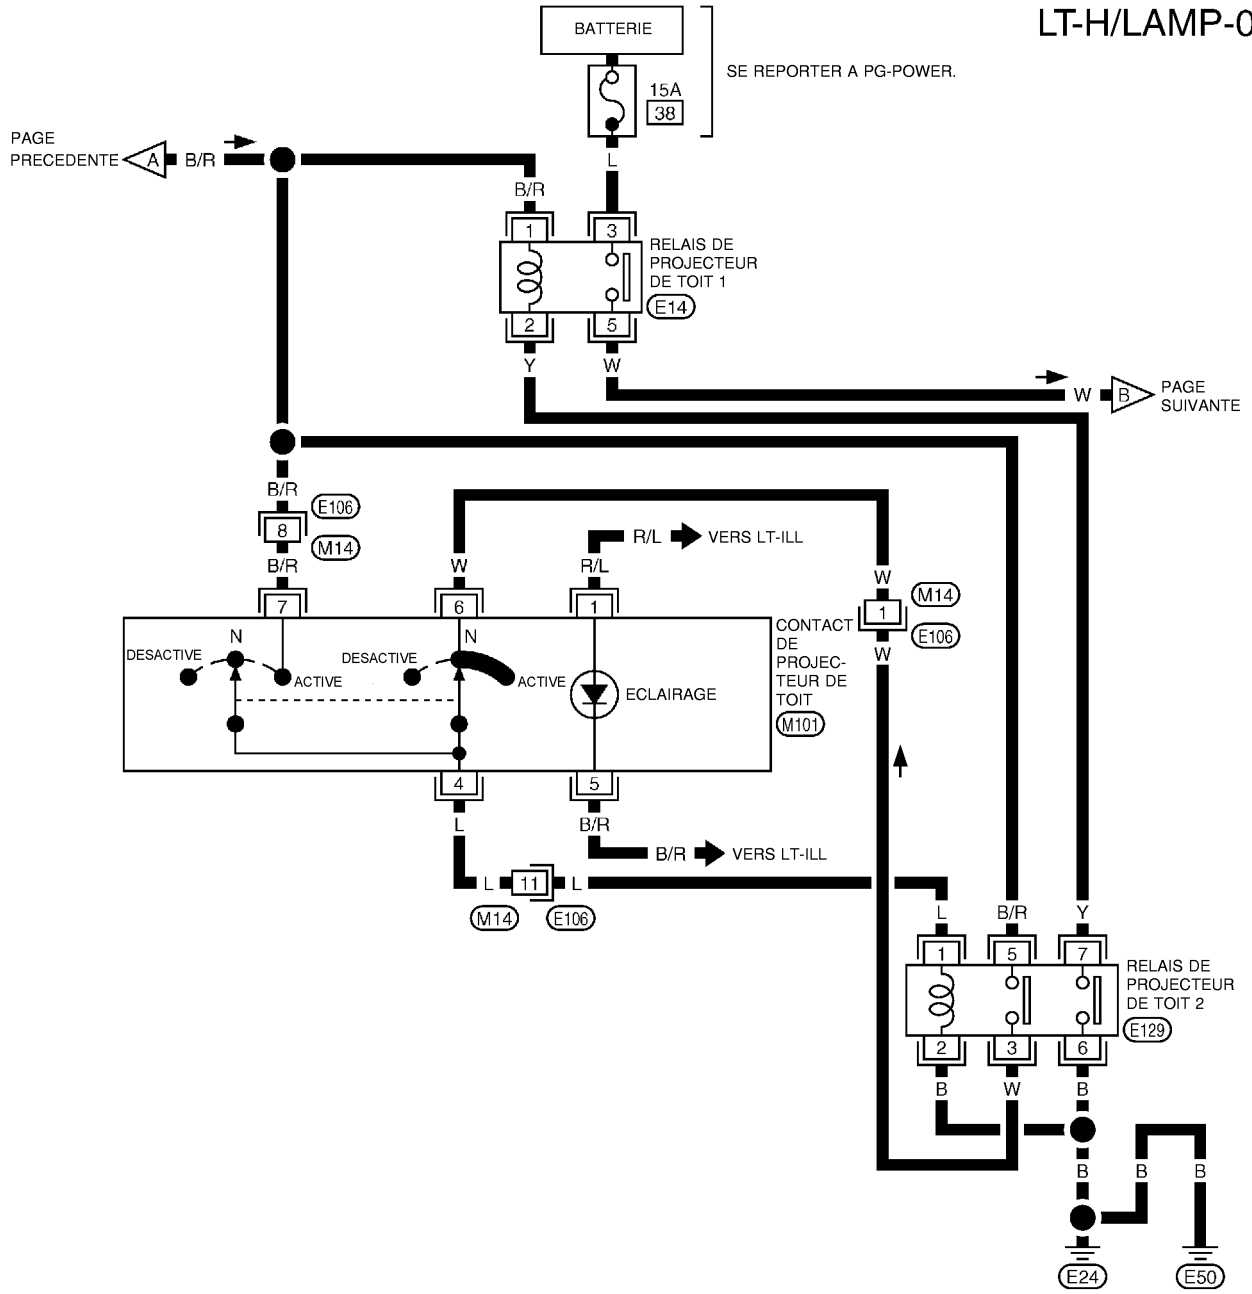 LT-H/LAMP-0
BATTERIE
SE REPORTER A PG-POWER.
15A
38
PAGE
PRECEDENTE
A
B/R
L
B/R
1
3
RELAIS DE
PROJECTEUR
DE TOIT 1
E14
2
5
Y
W
W
B
PAGE
SUIVANTE
B/R
E106
8
M14
B/R
R/L
VERS LT-ILL
W
R/L
W
7
6
1
M14
1
E106
W
CONTACT
DE
PROJEC-
TEUR DE
TOIT
M101
N
DESACTIVE
ACTIVE
N
DESACTIVE
ACTIVE
ECLAIRAGE
4
5
L
B/R
B/R
VERS LT-ILL
L
11
L
M14
E106
L
B/R
Y
1
5
7
RELAIS DE
PROJECTEUR
DE TOIT 2
E129
2
3
6
B
W
B
B
B
B
E24
E50